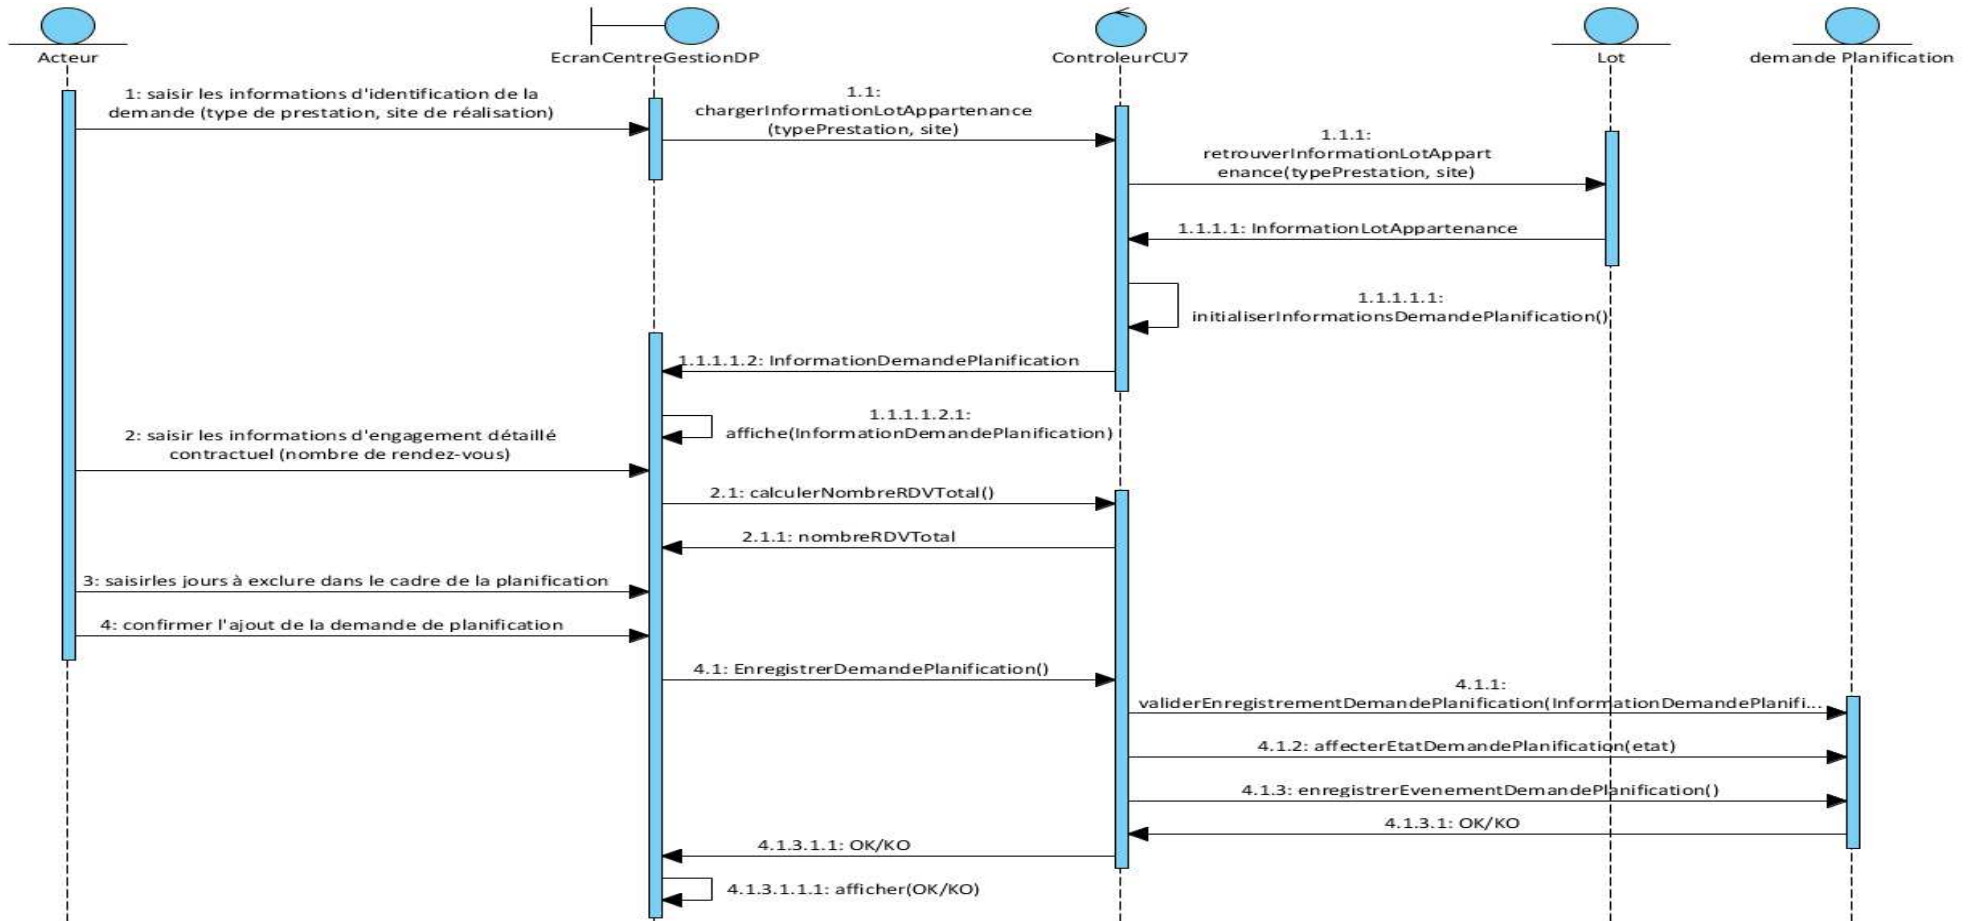 Acteur
EcranCentreGestionDP
ControleurCU7
Lot
demande Planification
1: saisir les informations d'identification de la
demande (type de prestation, site de réalisation)
1.1:
chargerInformationLotAppartenance
(typePrestation, site)
1.1.1:
retrouverInformationLotAppart
enance(typePrestation, site)
1.1.1.1: InformationLotAppartenance
1.1.1.1.1:
initialiserInformationsDemandePlanification()
1.1.1.1.2: InformationDemandePlanification
1.1.1.1.2.1:
affiche(InformationDemandePlanification)
2: saisir les informations d'engagement détaillé
contractuel (nombre de rendez-vous)
2.1: calculerNombreRDVTotal()
2.1.1: nombreRDVTotal
3: saisirles jours à exclure dans le cadre de la planification
4: confirmer l'ajout de la demande de planification
4.1: EnregistrerDemandePlanification()
4.1.1:
validerEnregistrementDemandePlanification(InformationDemandePlanifi...
4.1.2: affecterEtatDemandePlanification(etat)
4.1.3: enregistrerEvenementDemandePlanification()
4.1.3.1: OK/KO
4.1.3.1.1: OK/KO
4.1.3.1.1.1: afficher(OK/KO)